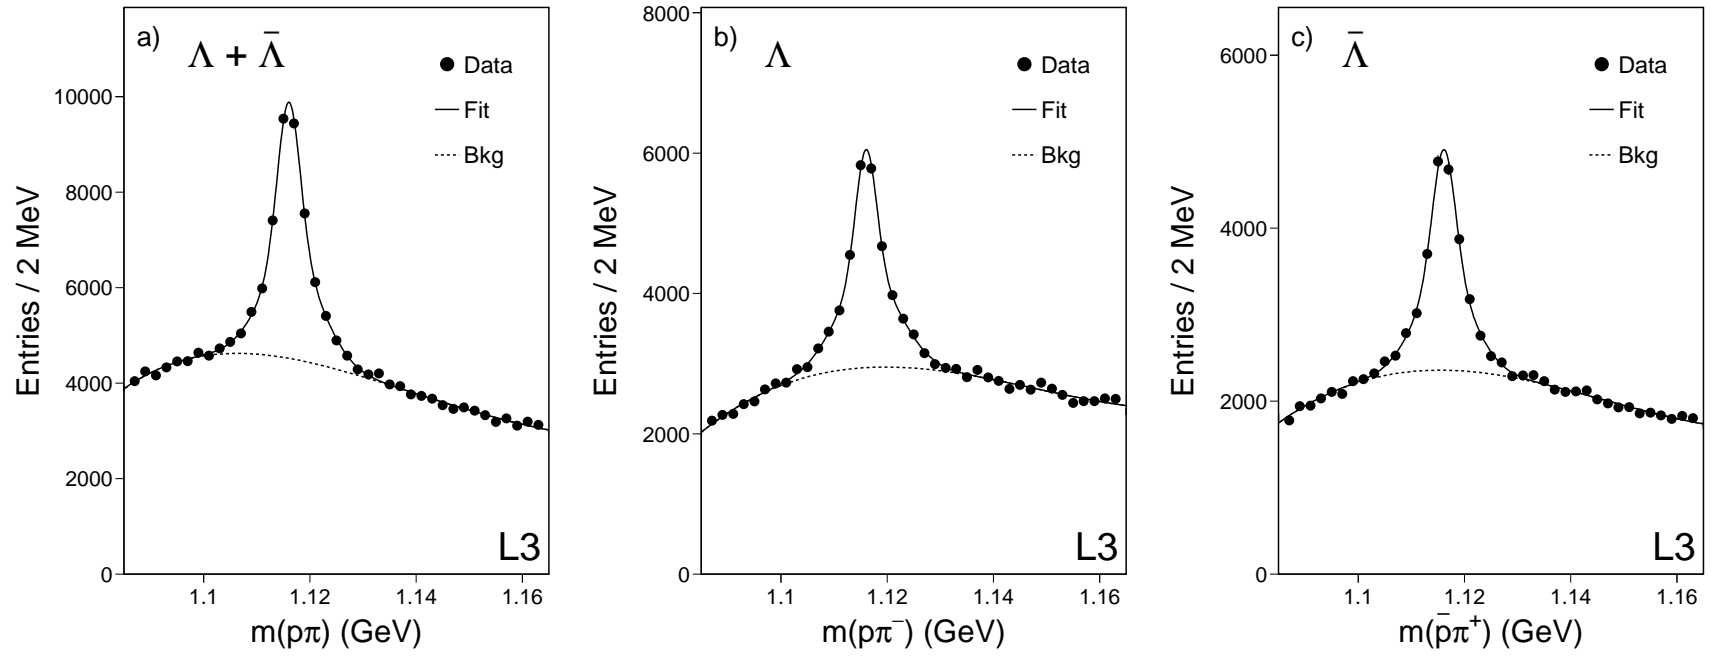 a)
Λ + Λ̄
Data
Fit
Bkg
10000
8000
6000
4000
2000
0
Entries / 2 MeV
L3
1.1 1.12 1.14 1.16
m(pπ) (GeV)
b)
Λ
Data
Fit
Bkg
8000
6000
4000
2000
0
Entries / 2 MeV
L3
1.1 1.12 1.14 1.16
m(pπ⁻) (GeV)
c)
Λ̄
Data
Fit
Bkg
6000
4000
2000
0
Entries / 2 MeV
L3
1.1 1.12 1.14 1.16
m(p̄π⁺) (GeV)